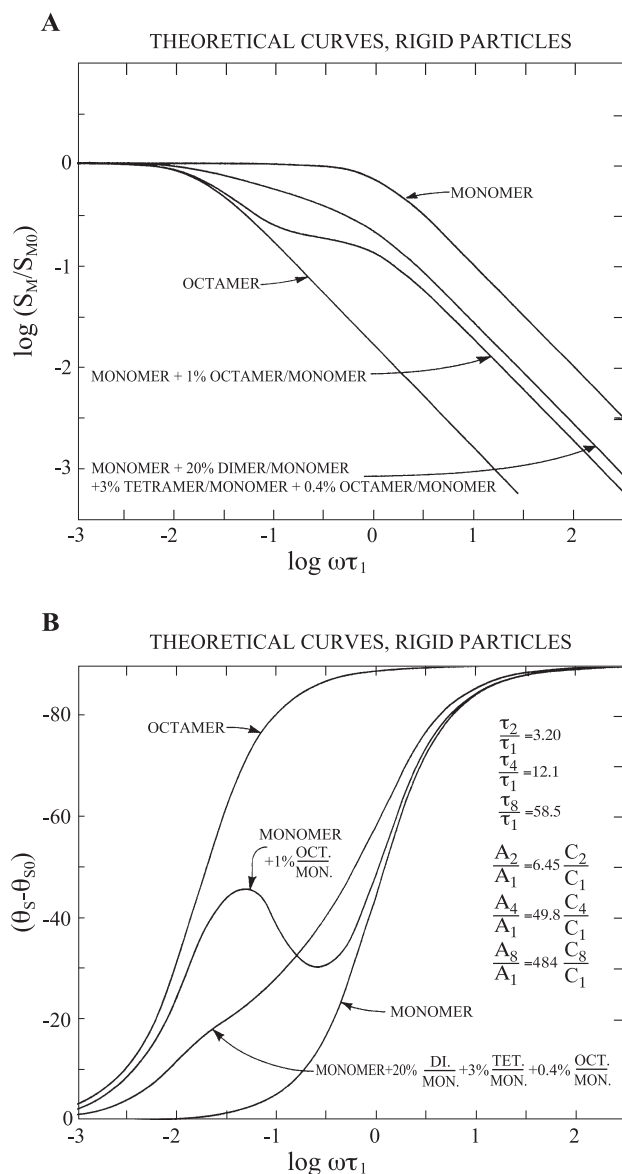 A
THEORETICAL CURVES, RIGID PARTICLES
0
-1
-2
-3
log (S_M/S_M0)
MONOMER
OCTAMER
MONOMER + 1% OCTAMER/MONOMER
MONOMER + 20% DIMER/MONOMER
+3% TETRAMER/MONOMER + 0.4% OCTAMER/MONOMER
-3 -2 -1 0 1 2
log ωτ₁
B
THEORETICAL CURVES, RIGID PARTICLES
-80
-60
-40
-20
0
(θ_S-θ_S0)
OCTAMER
MONOMER
+1% OCT./MON.
τ₂/τ₁ =3.20
τ₄/τ₁ =12.1
τ₈/τ₁ =58.5
A₂/A₁ =6.45 C₂/C₁
A₄/A₁ =49.8 C₄/C₁
A₈/A₁ =484 C₈/C₁
MONOMER
MONOMER+20% DI./MON. +3% TET./MON. +0.4% OCT./MON.
-3 -2 -1 0 1 2
log ωτ₁